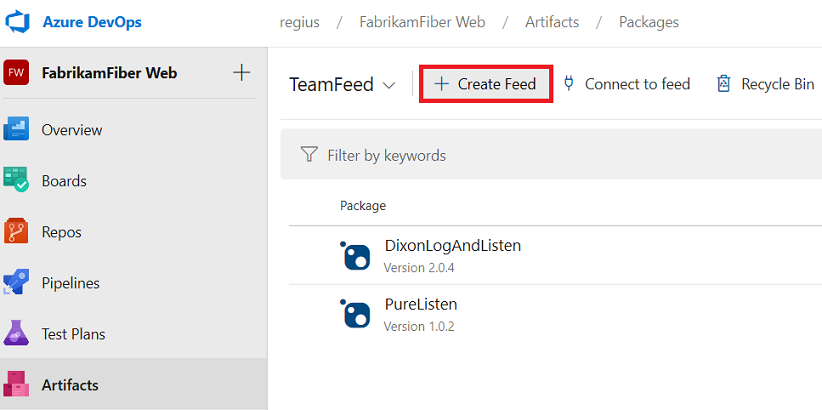 Azure DevOps
regius / FabrikamFiber Web / Artifacts / Packages
FW FabrikamFiber Web +
TeamFeed + Create Feed Connect to feed Recycle Bin
Overview
Boards
Repos
Pipelines
Test Plans
Artifacts
Filter by keywords
Package
DixonLogAndListen
Version 2.0.4
PureListen
Version 1.0.2